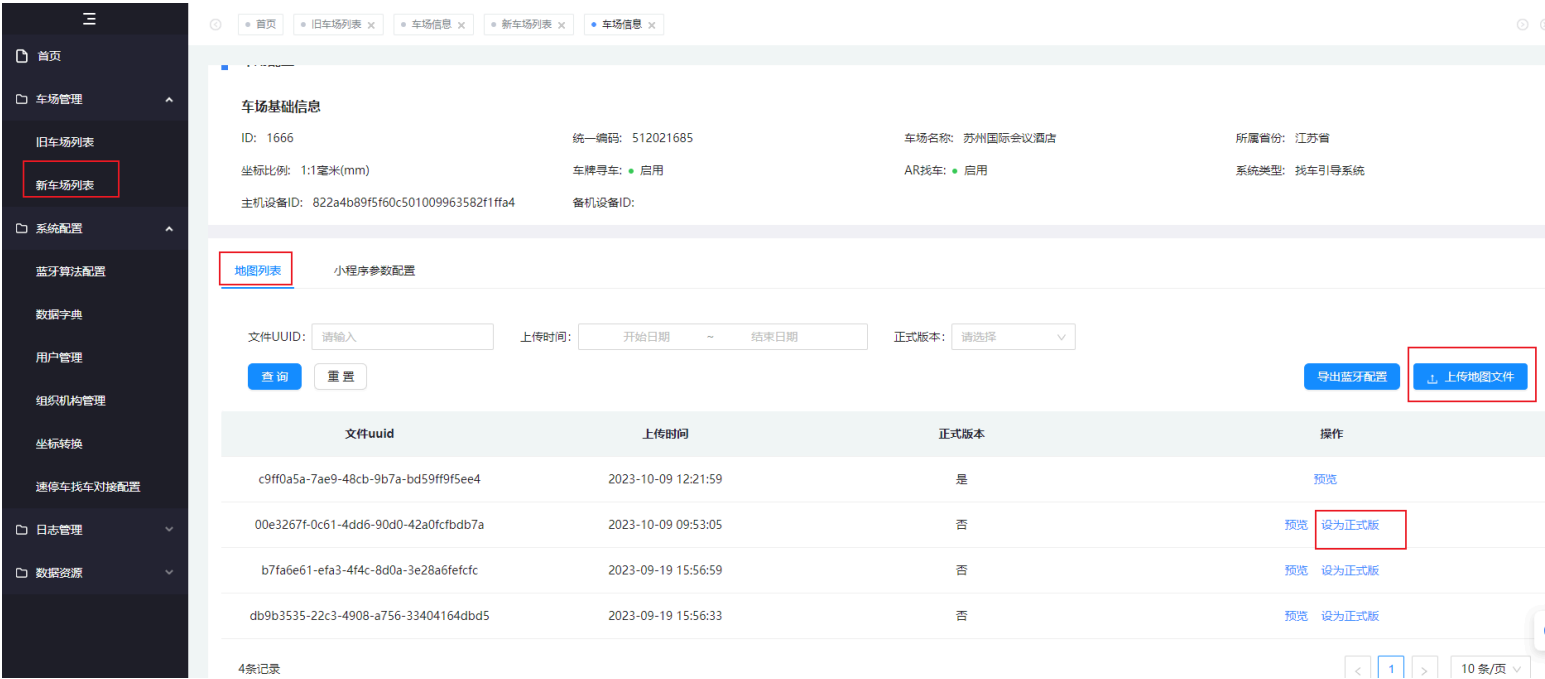 首页
车场管理
旧车场列表
新车场列表
系统配置
蓝牙算法配置
数据字典
用户管理
组织机构管理
坐标转换
速停车找车对接配置
日志管理
数据资源
首页 旧车场列表 车场信息 新车场列表 车场信息
车场基础信息
ID: 1666 统一编码: 512021685 车场名称: 苏州国际会议酒店 所属省份: 江苏省
坐标比例: 1:1毫米(mm) 车牌寻车: 启用 AR找车: 启用 系统类型: 找车引导系统
主机设备ID: 822a4b89f5f60c501009963582f1ffa4 备机设备ID:
地图列表 小程序参数配置
文件UUID: 请输入 上传时间: 开始日期 ~ 结束日期 正式版本: 请选择
查询 重置 导出蓝牙配置 上传地图文件
文件uuid 上传时间 正式版本 操作
c9ff0a5a-7ae9-48cb-9b7a-bd59ff9f5ee4 2023-10-09 12:21:59 是 预览
00e3267f-0c61-4dd6-90d0-42a0fcfbdb7a 2023-10-09 09:53:05 否 预览 设为正式版
b7fa6e61-efa3-4f4c-8d0a-3e28a6fefcfc 2023-09-19 15:56:59 否 预览 设为正式版
db9b3535-22c3-4908-a756-33404164dbd5 2023-09-19 15:56:33 否 预览 设为正式版
4条记录 < 1 > 10 条/页